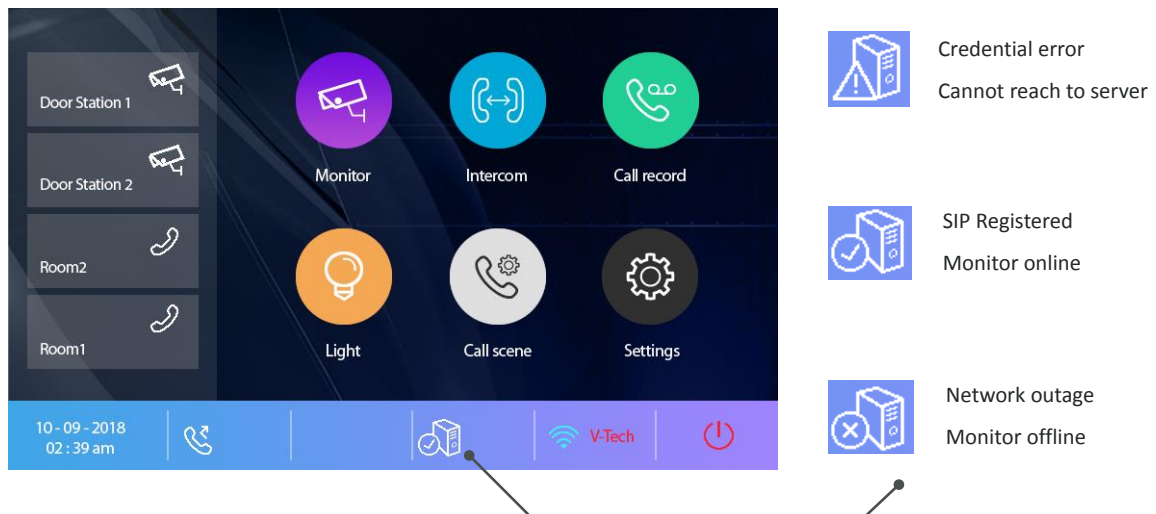 Door Station 1
Door Station 2
Room2
Room1
Monitor
Intercom
Call record
Light
Call scene
Settings
10 - 09 - 2018
02 : 39 am
V-Tech
Credential error
Cannot reach to server
SIP Registered
Monitor online
Network outage
Monitor offline